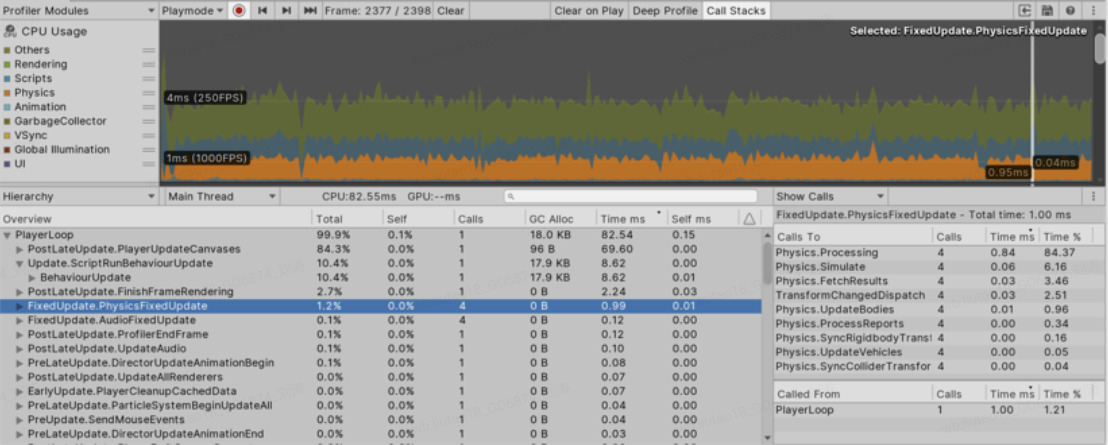 Profiler Modules Playmode Frame: 2377 / 2398 Clear Clear on Play Deep Profile Call Stacks
CPU Usage
Selected: FixedUpdate.PhysicsFixedUpdate
Others
Rendering
Scripts
Physics
Animation
GarbageCollector
VSync
Global Illumination
UI
4ms (250FPS)
1ms (1000FPS)
0.04ms
0.95ms
Hierarchy Main Thread CPU:82.55ms GPU:--ms Show Calls
Overview Total Self Calls GC Alloc Time ms Self ms
PlayerLoop 99.9% 0.1% 1 18.0 KB 82.54 0.15
PostLateUpdate.PlayerUpdateCanvases 84.3% 0.0% 1 96 B 69.60 0.00
Update.ScriptRunBehaviourUpdate 10.4% 0.0% 1 17.9 KB 8.62 0.00
BehaviourUpdate 10.4% 0.0% 1 17.9 KB 8.62 0.01
PostLateUpdate.FinishFrameRendering 2.7% 0.0% 1 0 B 2.24 0.03
FixedUpdate.PhysicsFixedUpdate 1.2% 0.0% 4 0 B 0.99 0.01
FixedUpdate.AudioFixedUpdate 0.1% 0.0% 4 0 B 0.12 0.00
PostLateUpdate.ProfilerEndFrame 0.1% 0.0% 1 0 B 0.12 0.00
PostLateUpdate.UpdateAudio 0.1% 0.0% 1 0 B 0.10 0.00
PreLateUpdate.DirectorUpdateAnimationBegin 0.1% 0.0% 1 0 B 0.08 0.00
PostLateUpdate.UpdateAllRenderers 0.0% 0.0% 1 0 B 0.07 0.00
EarlyUpdate.PlayerCleanupCachedData 0.0% 0.0% 1 0 B 0.07 0.00
PreLateUpdate.ParticleSystemBeginUpdateAll 0.0% 0.0% 1 0 B 0.04 0.00
PreUpdate.SendMouseEvents 0.0% 0.0% 1 0 B 0.04 0.00
PreLateUpdate.DirectorUpdateAnimationEnd 0.0% 0.0% 1 0 B 0.03 0.00
FixedUpdate.PhysicsFixedUpdate - Total time: 1.00 ms
Calls To Calls Time ms Time %
Physics.Processing 4 0.84 84.37
Physics.Simulate 4 0.06 6.16
Physics.FetchResults 4 0.03 3.46
TransformChangedDispatch 4 0.03 2.51
Physics.UpdateBodies 4 0.01 0.96
Physics.ProcessReports 4 0.00 0.34
Physics.SyncRigidbodyTransf 4 0.00 0.16
Physics.UpdateVehicles 4 0.00 0.05
Physics.SyncColliderTransfor 4 0.00 0.04
Called From Calls Time ms Time %
PlayerLoop 1 1.00 1.21